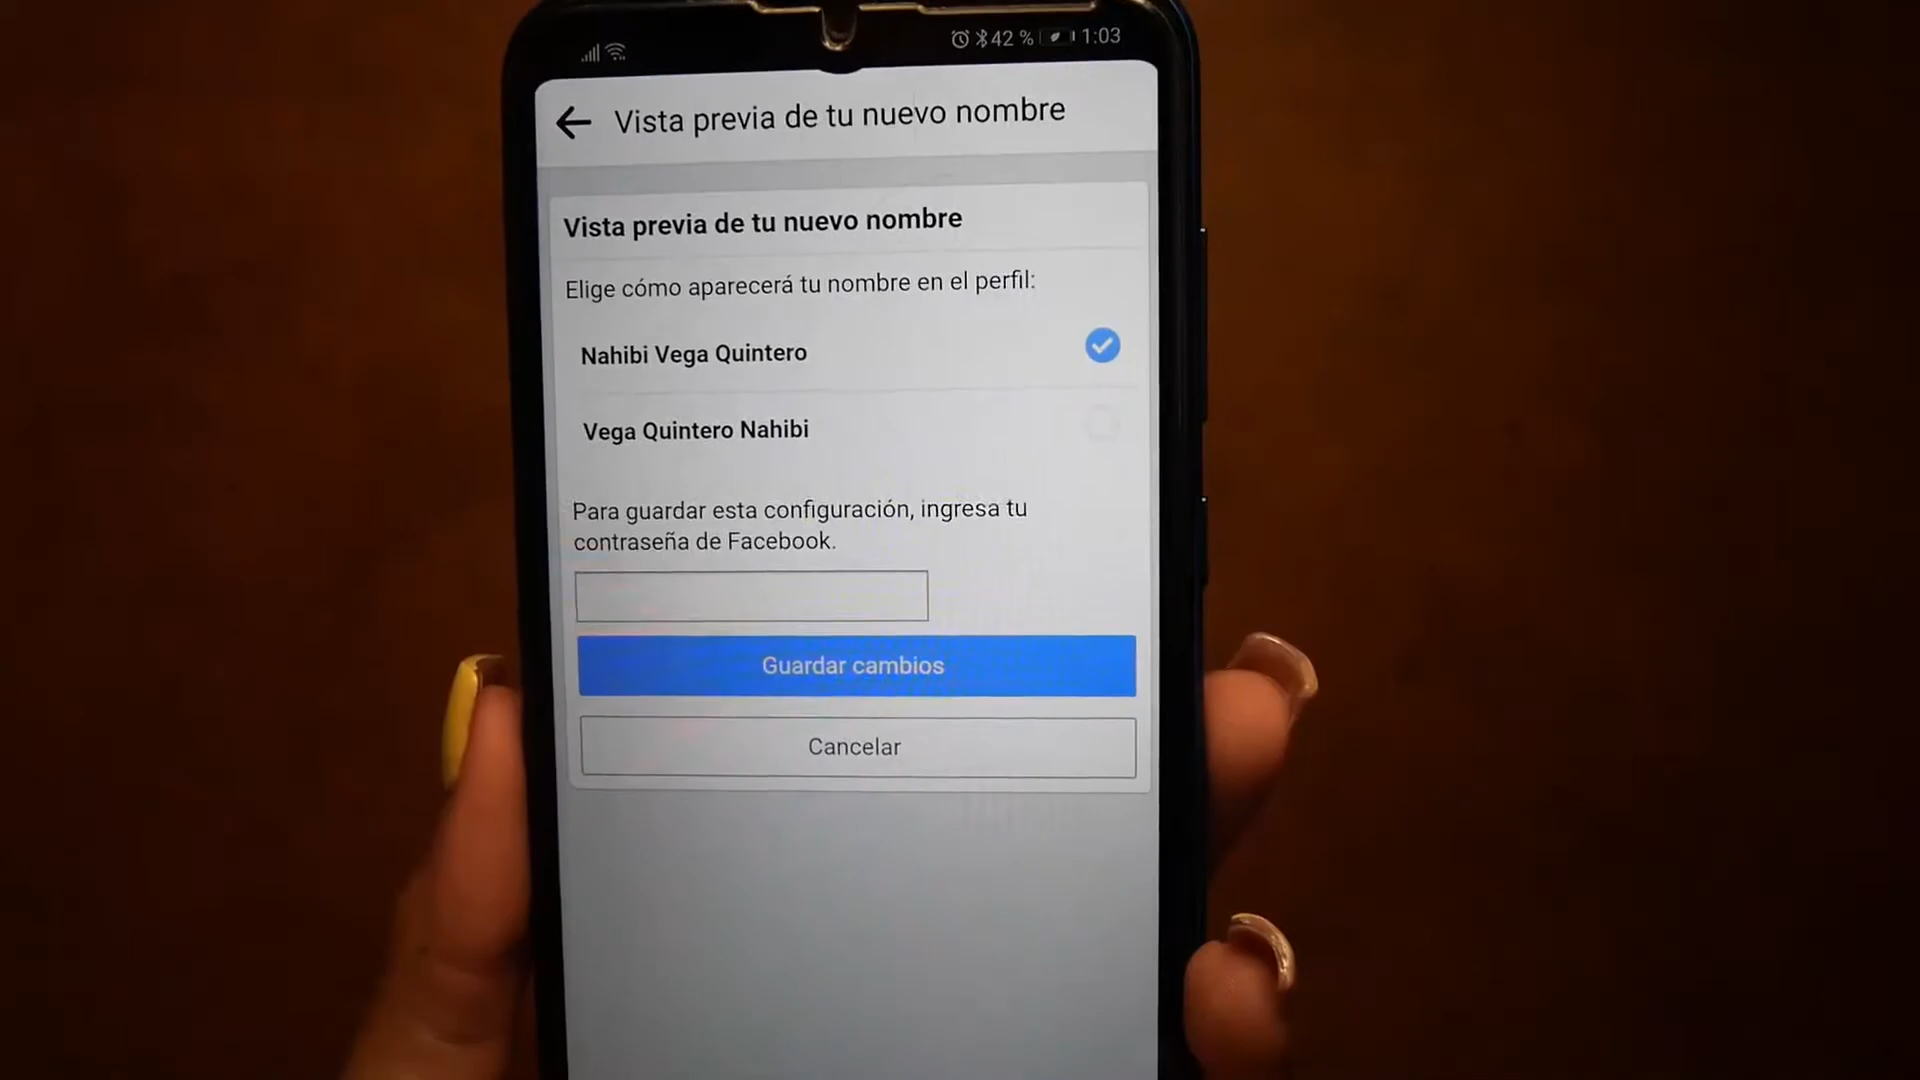 42 % 1:03
Vista previa de tu nuevo nombre
Vista previa de tu nuevo nombre
Elige cómo aparecerá tu nombre en el perfil:
Nahibi Vega Quintero
Vega Quintero Nahibi
Para guardar esta configuración, ingresa tu
contraseña de Facebook.
Guardar cambios
Cancelar